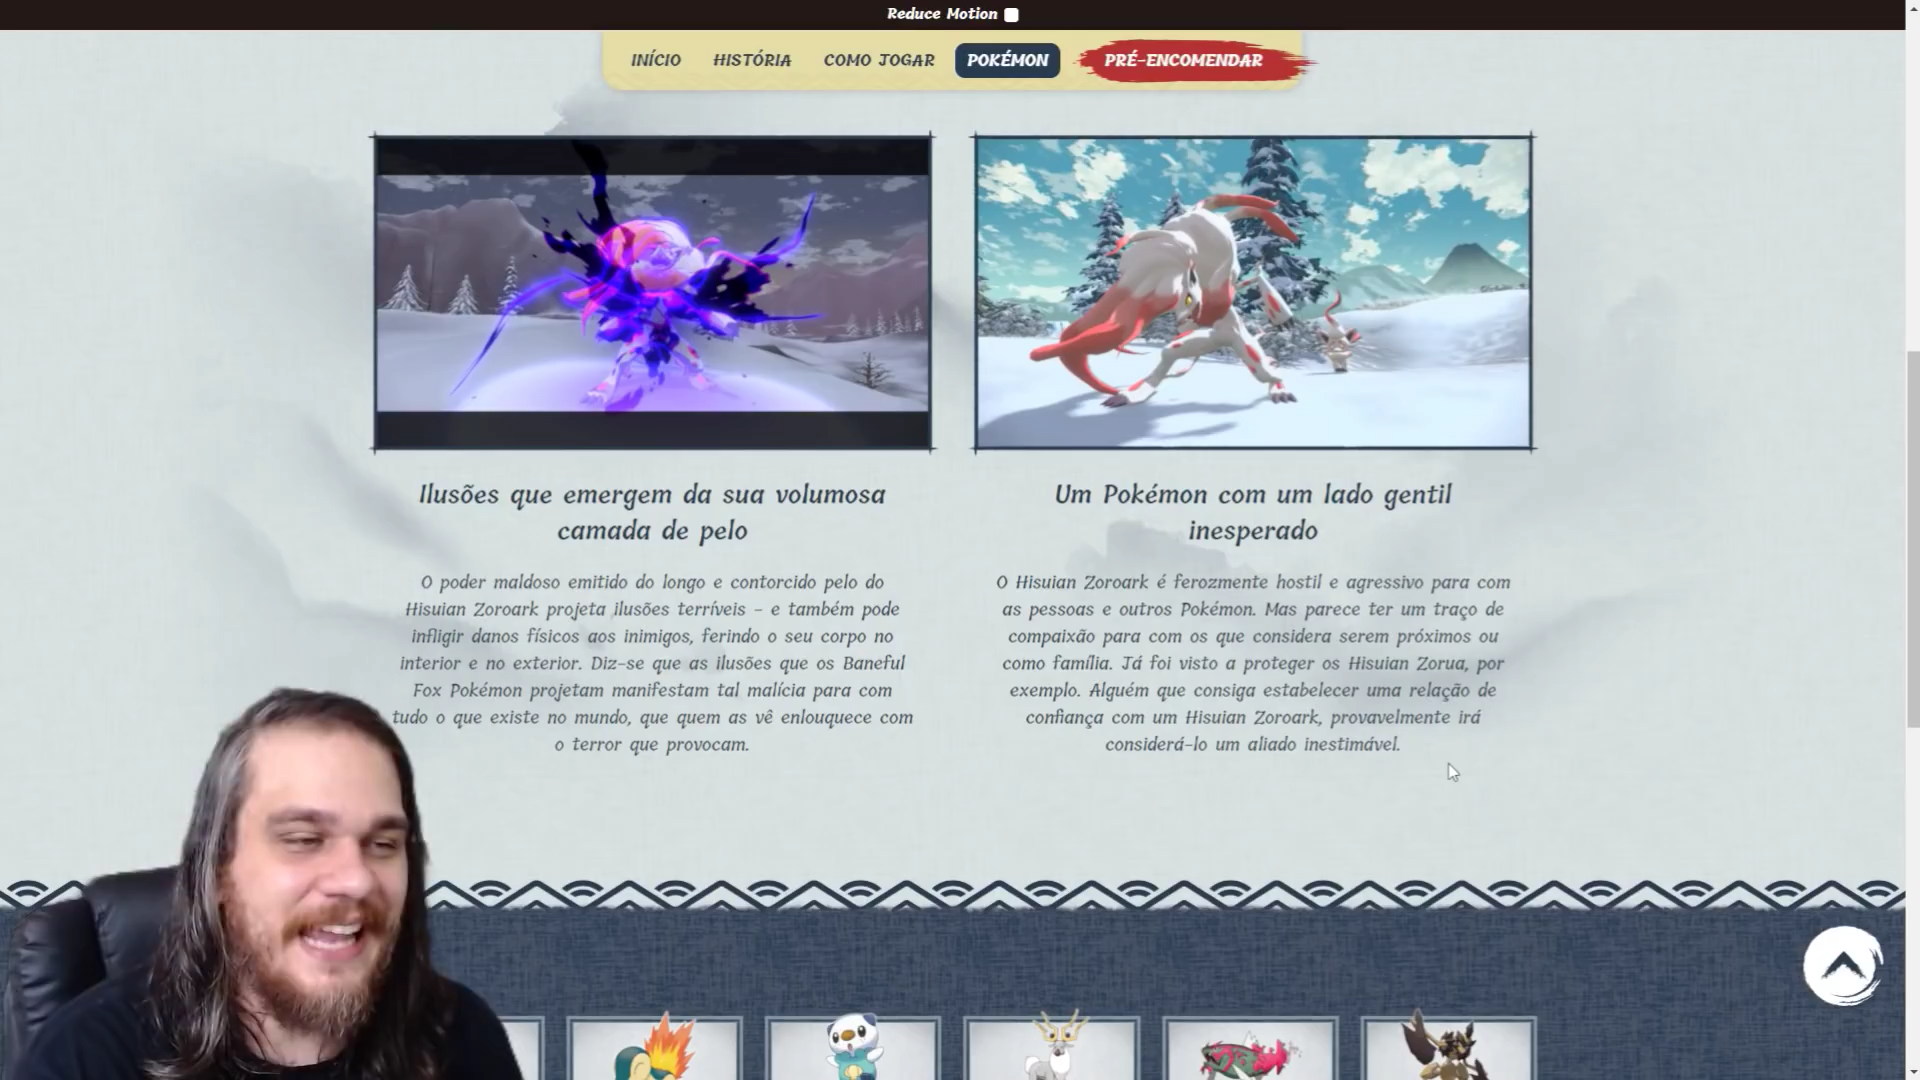 Reduce Motion
INÍCIO HISTÓRIA COMO JOGAR POKÉMON PRÉ-ENCOMENDAR
Ilusões que emergem da sua volumosa
camada de pelo
O poder maldoso emitido do longo e contorcido pelo do
Hisuian Zoroark projeta ilusões terríveis - e também pode
infligir danos físicos aos inimigos, ferindo o seu corpo no
interior e no exterior. Diz-se que as ilusões que os Baneful
Fox Pokémon projetam manifestam tal malícia para com
tudo o que existe no mundo, que quem as vê enlouquece com
o terror que provocam.
Um Pokémon com um lado gentil
inesperado
O Hisuian Zoroark é ferozmente hostil e agressivo para com
as pessoas e outros Pokémon. Mas parece ter um traço de
compaixão para com os que considera serem próximos ou
como família. Já foi visto a proteger os Hisuian Zorua, por
exemplo. Alguém que consiga estabelecer uma relação de
confiança com um Hisuian Zoroark, provavelmente irá
considerá-lo um aliado inestimável.